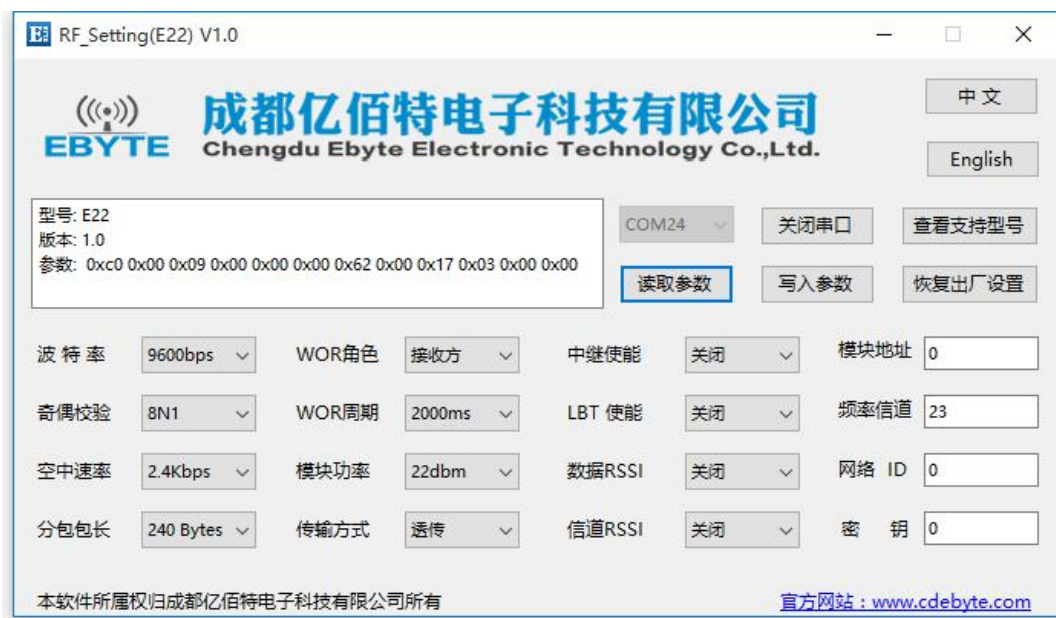 RF_Setting(E22) V1.0
EBYTE
成都亿佰特电子科技有限公司
Chengdu Ebyte Electronic Technology Co.,Ltd.
中 文
English
型号: E22
版本: 1.0
参数: 0xc0 0x00 0x09 0x00 0x00 0x00 0x62 0x00 0x17 0x03 0x00 0x00
COM24 关闭串口 查看支持型号
读取参数 写入参数 恢复出厂设置
波 特 率 9600bps WOR角色 接收方 中继使能 关闭 模块地址 0
奇偶校验 8N1 WOR周期 2000ms LBT 使能 关闭 频率信道 23
空中速率 2.4Kbps 模块功率 22dbm 数据RSSI 关闭 网络 ID 0
分包包长 240 Bytes 传输方式 透传 信道RSSI 关闭 密 钥 0
本软件所属权归成都亿佰特电子科技有限公司所有 官方网站：www.cdebyte.com